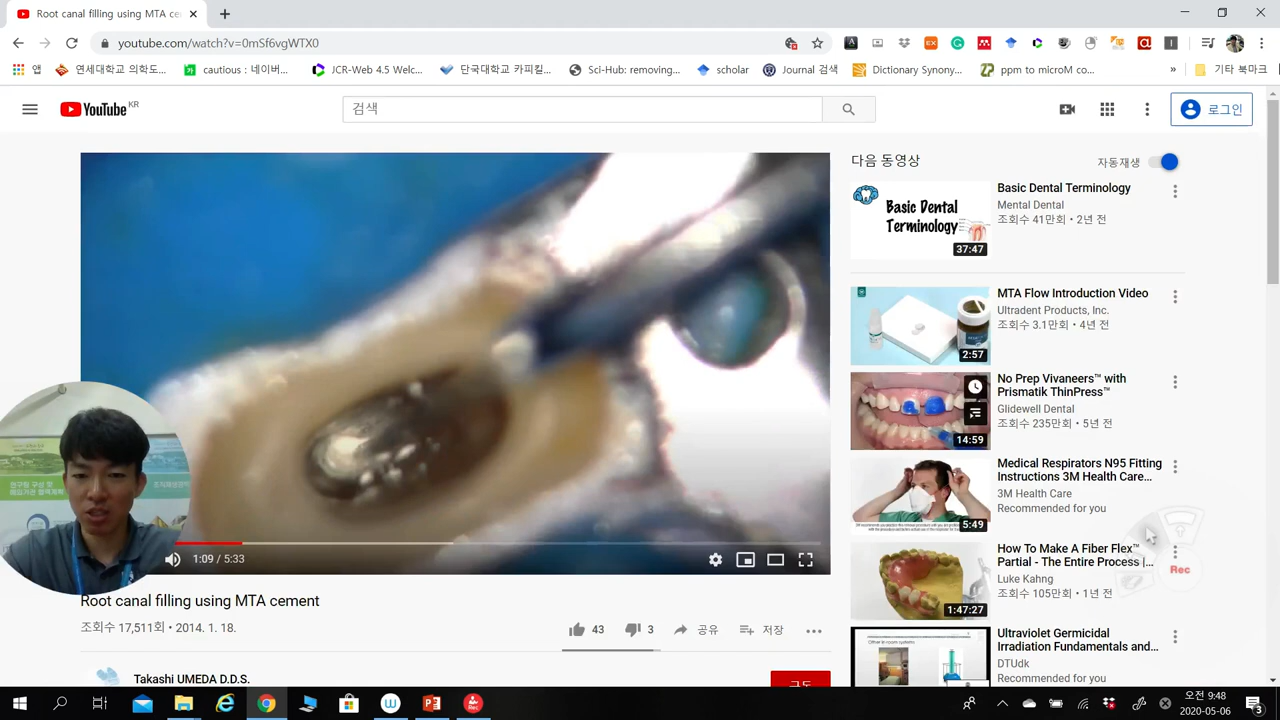 Root canal filling using MTA ce
youtube.com/watch?v=0mSf6vgWTX0
앱
연세대학교 의학도...
cautious : 네이버...
JCR-Web 4.5 Welc...
단국대학교 카피킬...
Sci-Hub: removing...
scholar
Journal 검색
Dictionary Synony...
ppm to microM co...
»
기타 북마크
YouTube KR
검색
로그인
다음 동영상
자동재생
Basic Dental Terminology
37:47
Basic Dental Terminology
Mental Dental
조회수 41만회 • 2년 전
2:57
MTA Flow Introduction Video
Ultradent Products, Inc.
조회수 3.1만회 • 4년 전
14:59
No Prep Vivaneers™ with
Prismatik ThinPress™
Glidewell Dental
조회수 235만회 • 5년 전
5:49
Medical Respirators N95 Fitting
Instructions 3M Health Care...
3M Health Care
Recommended for you
1:47:27
How To Make A Fiber Flex™
Partial - The Entire Process |...
Luke Kahng
조회수 105만회 • 1년 전
Rec
Ultraviolet Germicidal
Irradiation Fundamentals and...
DTUdk
Recommended for you
1:09 / 5:33
Root canal filling using MTA cement
조회수 17,511회 • 2014. 1. 18.
43
3
공유
저장
Takashi UMEDA D.D.S.
구독
오전 9:48
2020-05-06
3